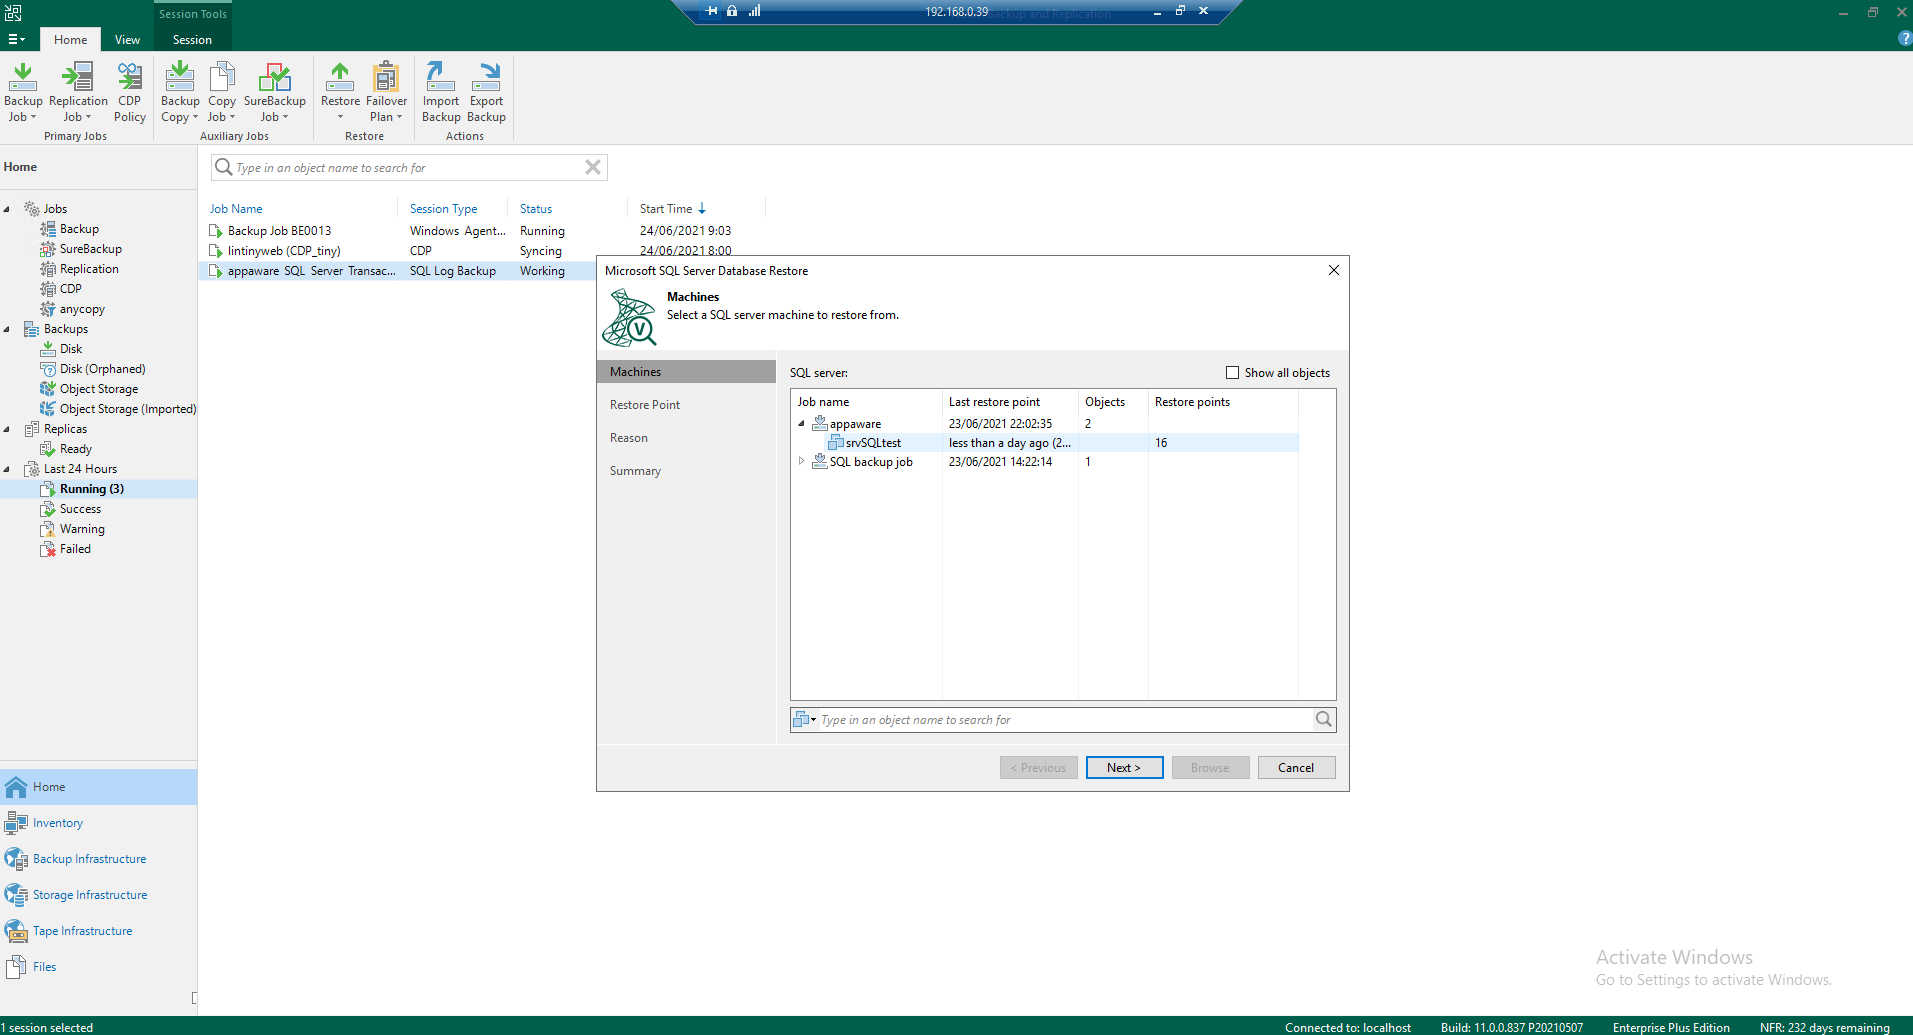 Session Tools
192.168.0.39
Backup and Replication
Home
View
Session
Backup Job
Replication Job
CDP Policy
Primary Jobs
Backup Copy
Copy Job
SureBackup Job
Auxiliary Jobs
Restore
Failover Plan
Restore
Import Backup
Export Backup
Actions
Home
Jobs
Backup
SureBackup
Replication
CDP
anycopy
Backups
Disk
Disk (Orphaned)
Object Storage
Object Storage (Imported)
Replicas
Ready
Last 24 Hours
Running (3)
Success
Warning
Failed
Home
Inventory
Backup Infrastructure
Storage Infrastructure
Tape Infrastructure
Files
Type in an object name to search for
Job Name Session Type Status Start Time
Backup Job BE0013 Windows Agent... Running 24/06/2021 9:03
lintinyweb (CDP_tiny) CDP Syncing 24/06/2021 8:00
appaware SQL Server Transac... SQL Log Backup Working
Microsoft SQL Server Database Restore
Machines
Select a SQL server machine to restore from.
Machines
Restore Point
Reason
Summary
SQL server:
Show all objects
Job name Last restore point Objects Restore points
appaware 23/06/2021 22:02:35 2
srvSQLtest less than a day ago (2... 16
SQL backup job 23/06/2021 14:22:14 1
Type in an object name to search for
< Previous
Next >
Browse
Cancel
Activate Windows
Go to Settings to activate Windows.
1 session selected
Connected to: localhost
Build: 11.0.0.837 P20210507
Enterprise Plus Edition
NFR: 232 days remaining